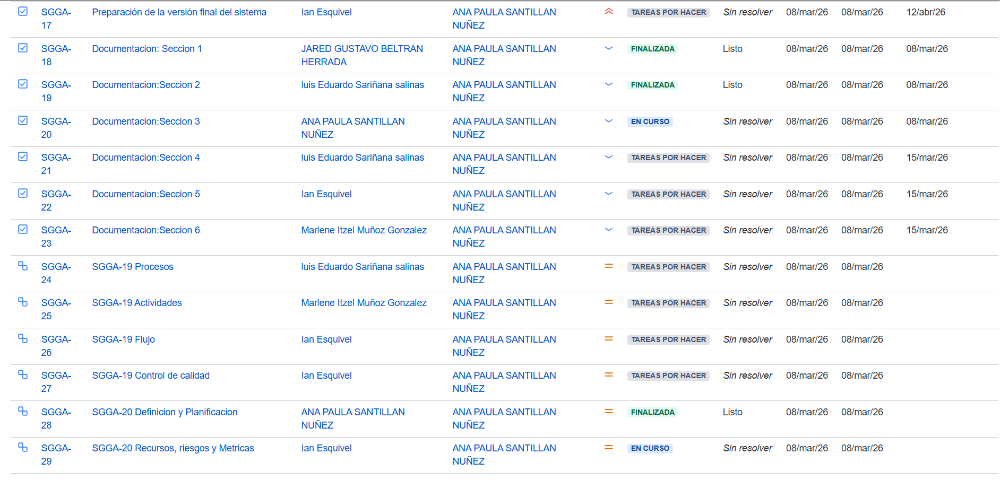 SGGA- Preparación de la versión final del sistema Ian Esquivel ANA PAULA SANTILLAN TAREAS POR HACER Sin resolver 08/mar/26 08/mar/26 12/abr/26
17 NUÑEZ
SGGA- Documentacion: Seccion 1 JARED GUSTAVO BELTRAN ANA PAULA SANTILLAN FINALIZADA Listo 08/mar/26 08/mar/26 08/mar/26
18 HERRADA NUÑEZ
SGGA- Documentacion:Seccion 2 luis Eduardo Sariñana salinas ANA PAULA SANTILLAN FINALIZADA Listo 08/mar/26 08/mar/26 08/mar/26
19 NUÑEZ
SGGA- Documentacion:Seccion 3 ANA PAULA SANTILLAN ANA PAULA SANTILLAN EN CURSO Sin resolver 08/mar/26 08/mar/26 08/mar/26
20 NUÑEZ NUÑEZ
SGGA- Documentacion:Seccion 4 luis Eduardo Sariñana salinas ANA PAULA SANTILLAN TAREAS POR HACER Sin resolver 08/mar/26 08/mar/26 15/mar/26
21 NUÑEZ
SGGA- Documentacion:Seccion 5 Ian Esquivel ANA PAULA SANTILLAN TAREAS POR HACER Sin resolver 08/mar/26 08/mar/26 15/mar/26
22 NUÑEZ
SGGA- Documentacion:Seccion 6 Marlene Itzel Muñoz Gonzalez ANA PAULA SANTILLAN TAREAS POR HACER Sin resolver 08/mar/26 08/mar/26 15/mar/26
23 NUÑEZ
SGGA- SGGA-19 Procesos luis Eduardo Sariñana salinas ANA PAULA SANTILLAN TAREAS POR HACER Sin resolver 08/mar/26 08/mar/26
24 NUÑEZ
SGGA- SGGA-19 Actividades Marlene Itzel Muñoz Gonzalez ANA PAULA SANTILLAN TAREAS POR HACER Sin resolver 08/mar/26 08/mar/26
25 NUÑEZ
SGGA- SGGA-19 Flujo Ian Esquivel ANA PAULA SANTILLAN TAREAS POR HACER Sin resolver 08/mar/26 08/mar/26
26 NUÑEZ
SGGA- SGGA-19 Control de calidad Ian Esquivel ANA PAULA SANTILLAN TAREAS POR HACER Sin resolver 08/mar/26 08/mar/26
27 NUÑEZ
SGGA- SGGA-20 Definicion y Planificacion ANA PAULA SANTILLAN ANA PAULA SANTILLAN FINALIZADA Listo 08/mar/26 08/mar/26
28 NUÑEZ NUÑEZ
SGGA- SGGA-20 Recursos, riesgos y Metricas Ian Esquivel ANA PAULA SANTILLAN EN CURSO Sin resolver 08/mar/26 08/mar/26
29 NUÑEZ